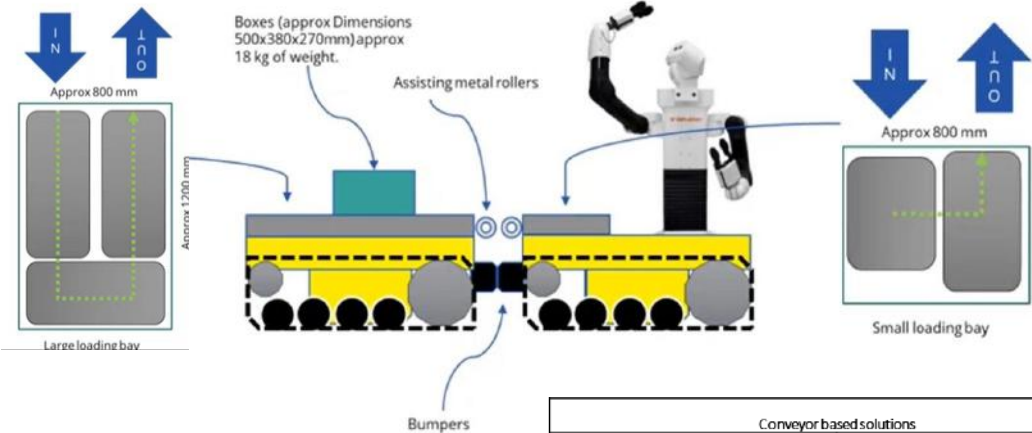 IN
OUT
Approx 800 mm
Approx 1200 mm
Large loading bay
Boxes (approx Dimensions
500x380x270mm) approx
18 kg of weight.
Assisting metal rollers
Bumpers
IN
OUT
Approx 800 mm
Small loading bay
Conveyor based solutions